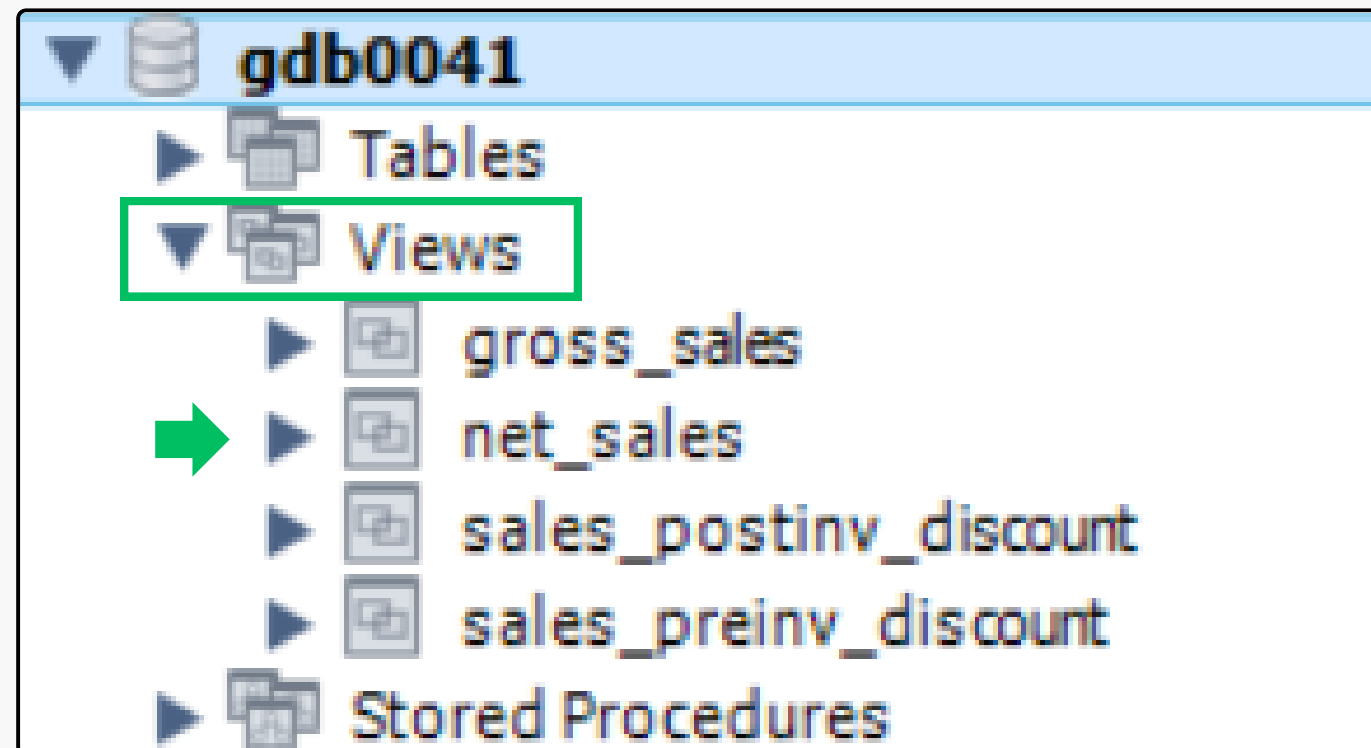 gdb0041
Tables
Views
gross_sales
net_sales
sales_postinv_discount
sales_preinv_discount
Stored Procedures